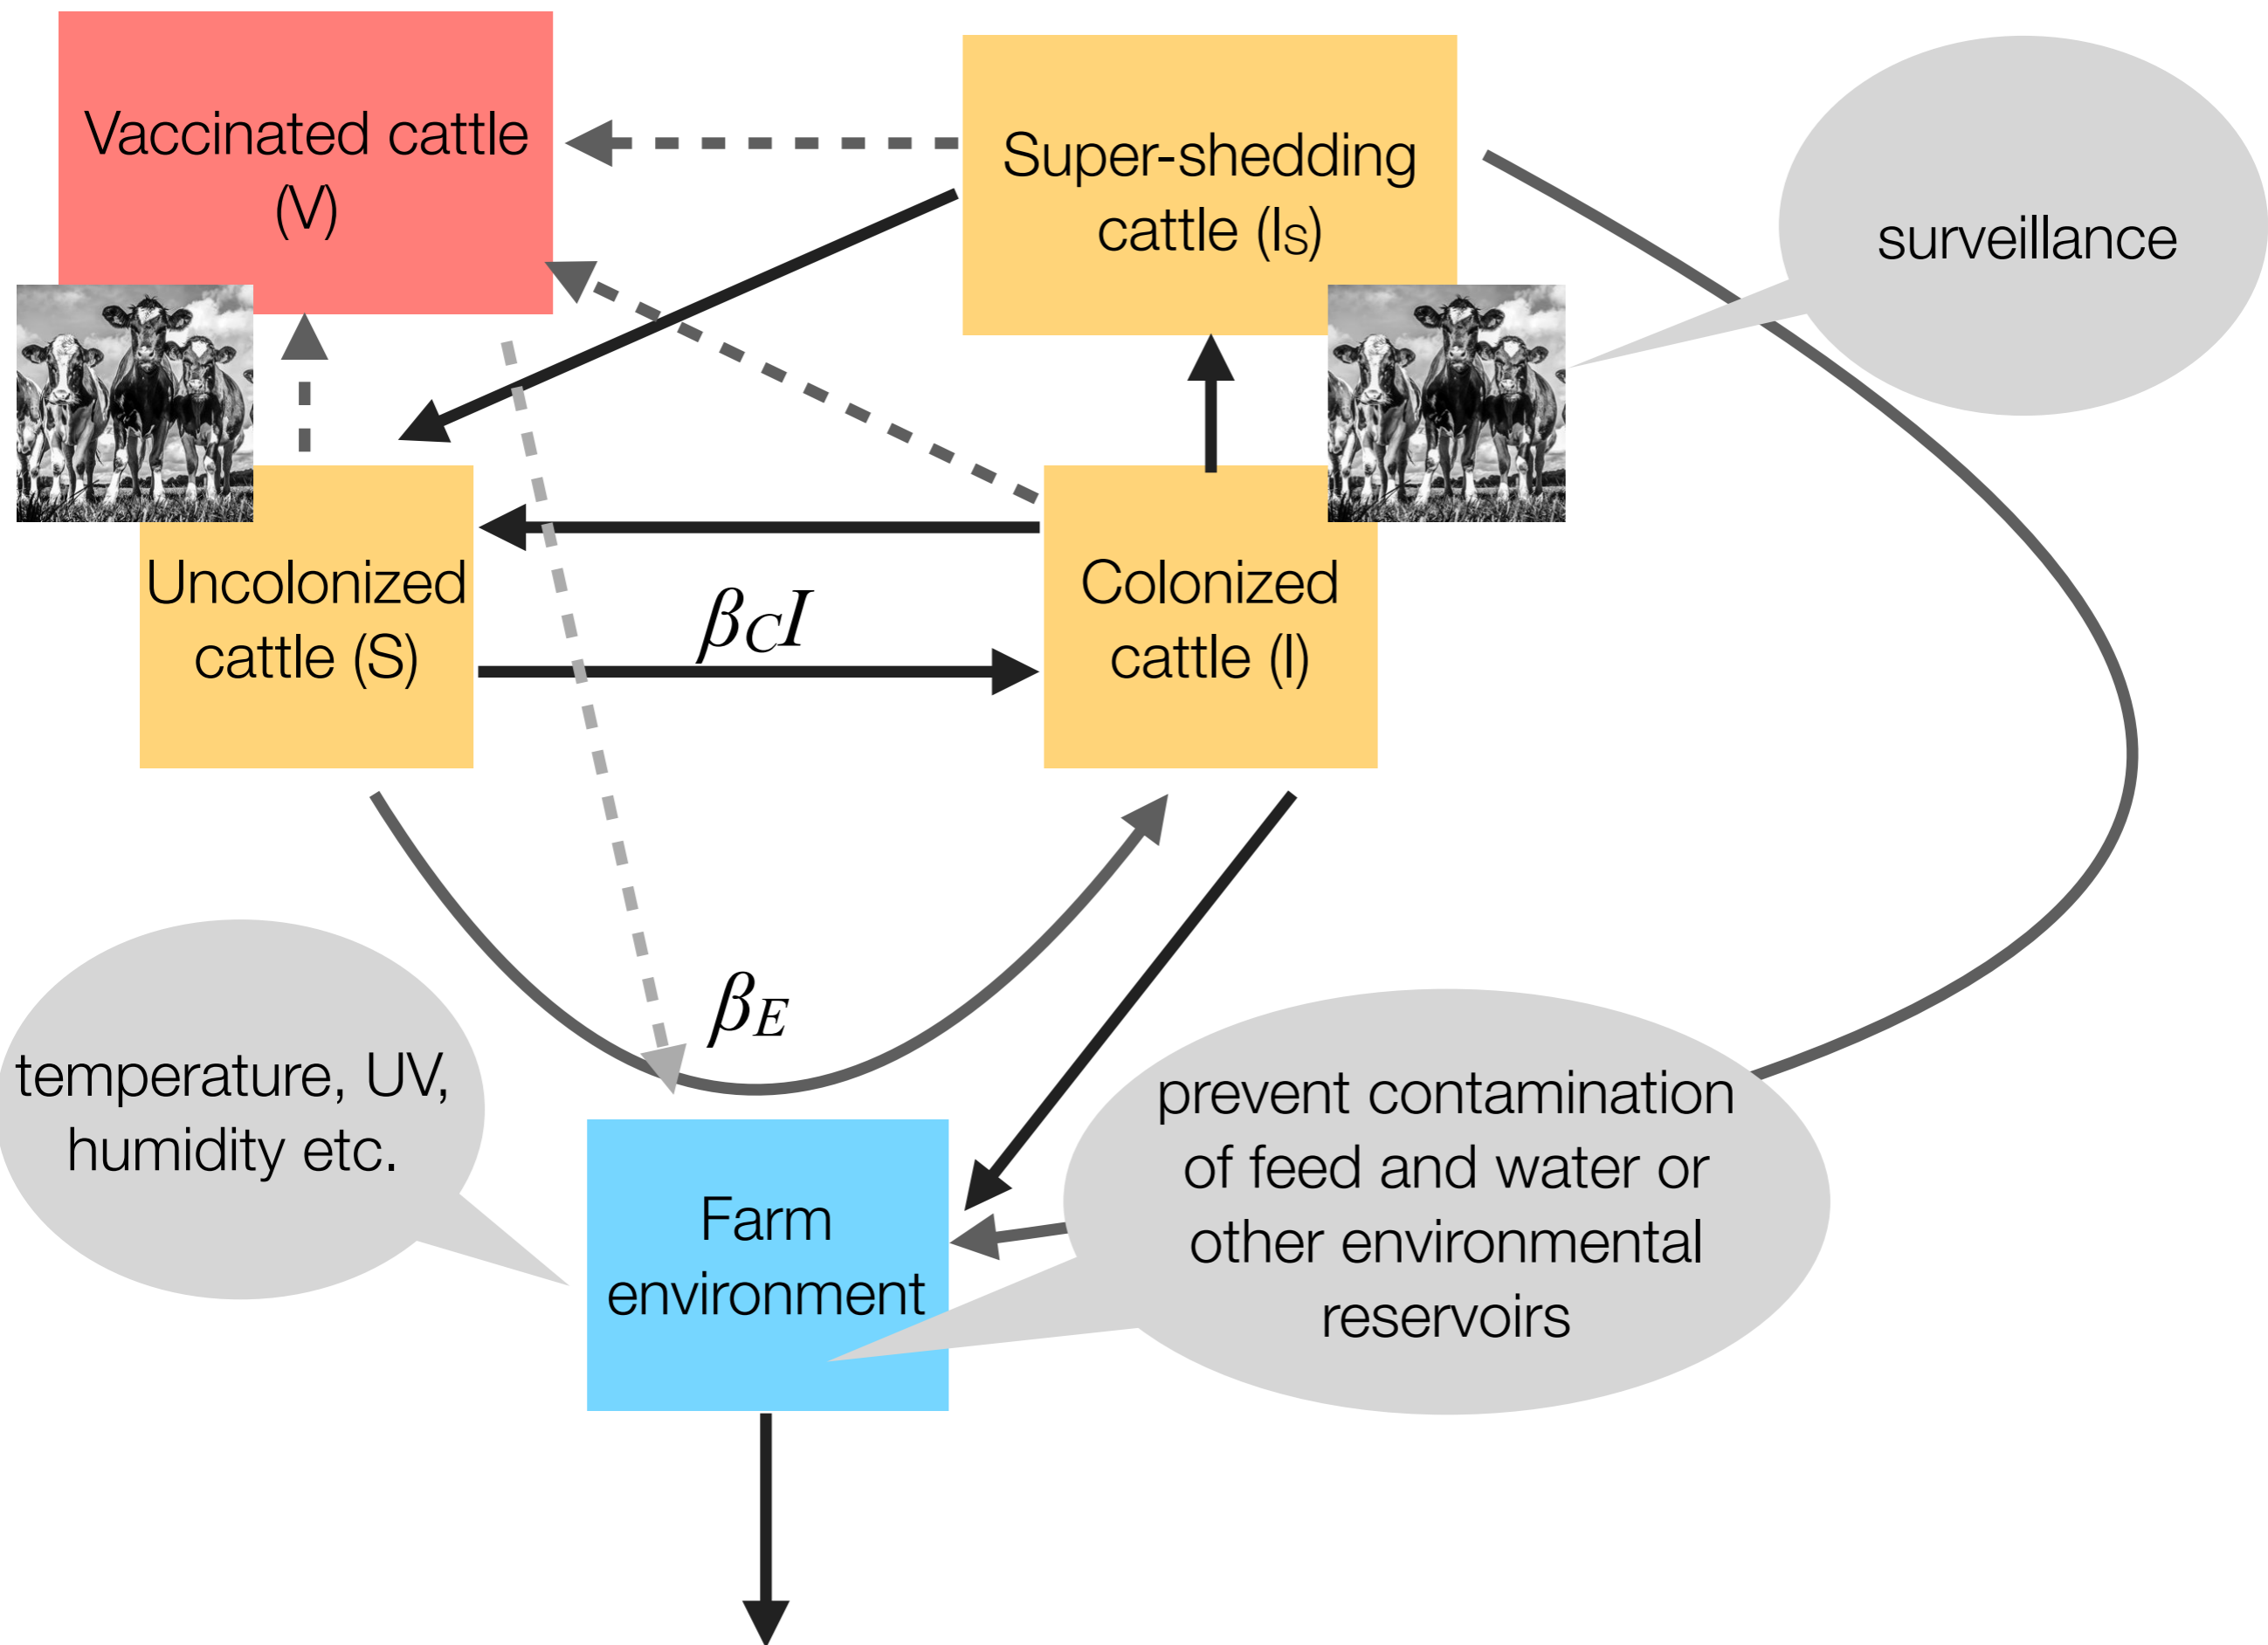 Vaccinated cattle
(V)
Super-shedding
cattle (IS)
surveillance
Uncolonized
cattle (S)
βCI
Colonized
cattle (I)
βE
temperature, UV,
humidity etc.
prevent contamination
of feed and water or
other environmental
reservoirs
Farm
environment